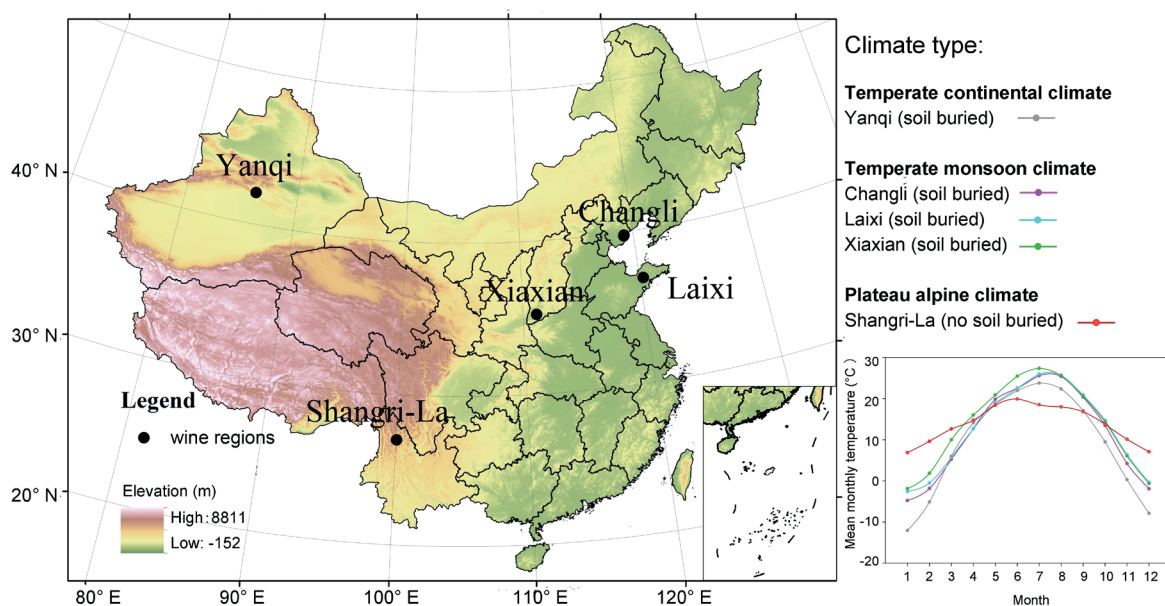 40° N
30° N
20° N
80° E
90° E
100° E
110° E
120° E
Yanqi
Changli
Xiaxian
Laixi
Shangri-La
Legend
wine regions
Elevation (m)
High: 8811
Low: -152
Climate type:
Temperate continental climate
Yanqi (soil buried)
Temperate monsoon climate
Changli (soil buried)
Laixi (soil buried)
Xiaxian (soil buried)
Plateau alpine climate
Shangri-La (no soil buried)
Mean monthly temperature (°C)
30
20
10
0
-10
-20
1 2 3 4 5 6 7 8 9 10 11 12
Month